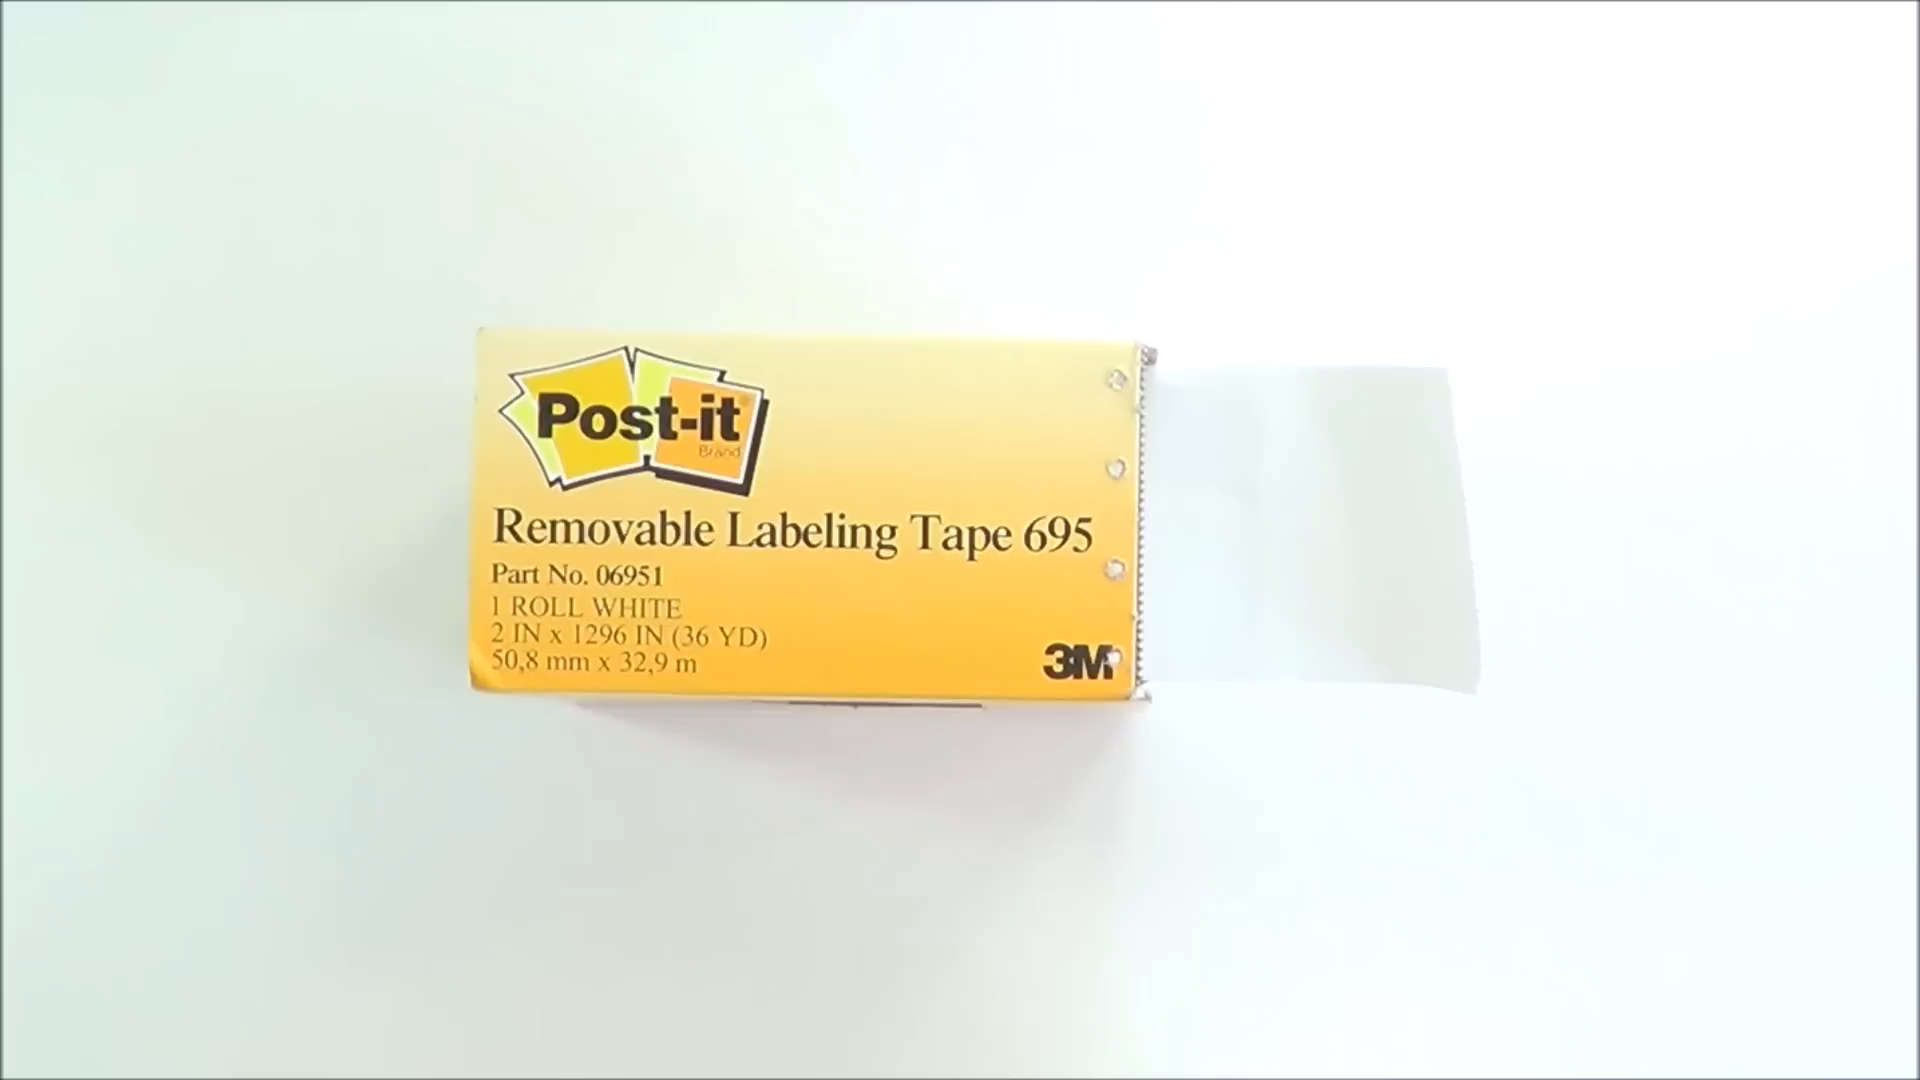 Post-it
Brand
Removable Labeling Tape 695
Part No. 06951
1 ROLL WHITE
2 IN x 1296 IN (36 YD)
50,8 mm x 32,9 m
3M